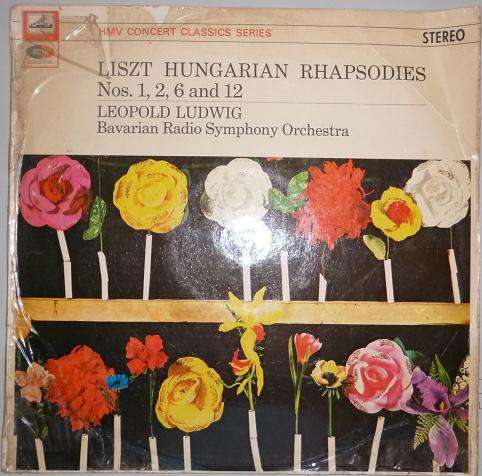 HMV CONCERT CLASSICS SERIES
STEREO
LISZT HUNGARIAN RHAPSODIES
Nos. 1, 2, 6 and 12
LEOPOLD LUDWIG
Bavarian Radio Symphony Orchestra